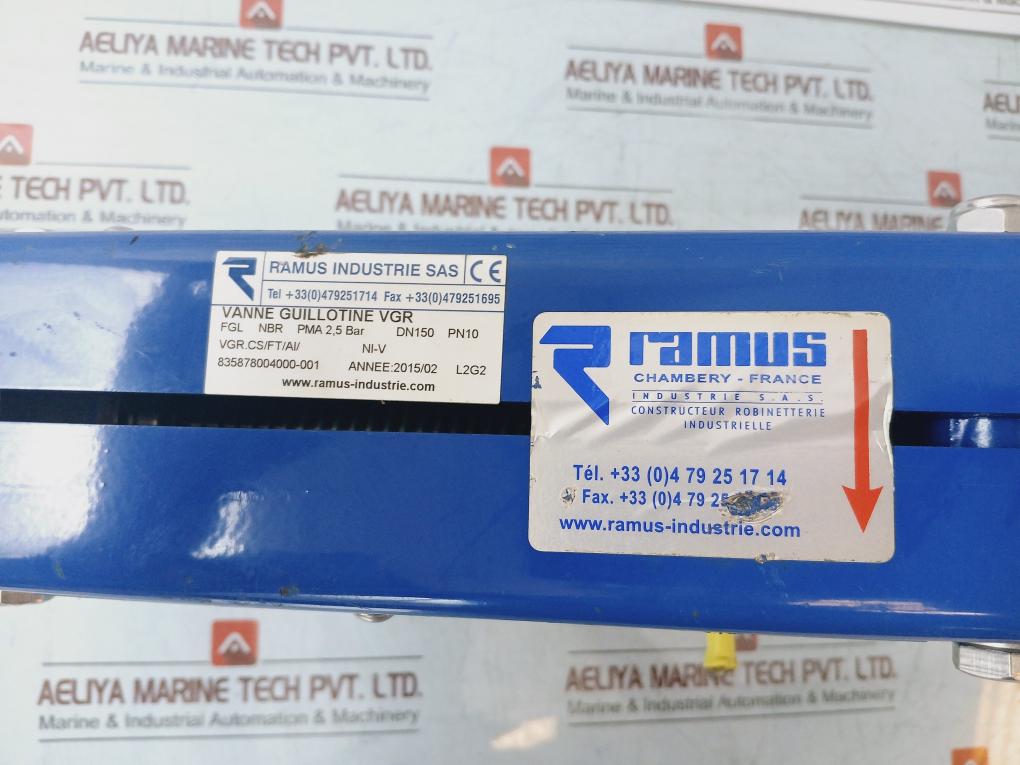 AELIYA MARINE TECH PVT. LTD.
Marine & Industrial Automation & Machinery
AELIYA MARINE TECH PVT. LTD.
Marine & Industrial Automation & Machinery
TECH PVT. LTD.
Automation & Machinery
AELIYA MARINE TECH PVT. LTD.
RAMUS INDUSTRIE SAS CE
Tel +33(0)479251714 Fax +33(0)479251695
VANNE GUILLOTINE VGR
FGL NBR PMA 2,5 Bar DN150 PN10
VGR.CS/FT/AI/ NI-V
835878004000-001 ANNEE:2015/02 L2G2
www.ramus-industrie.com
ramus
CHAMBERY - FRANCE
INDUSTRIE S.A.S.
CONSTRUCTEUR ROBINETTERIE
INDUSTRIELLE
Tél. +33 (0)4 79 25 17 14
Fax. +33 (0)4 79 2
www.ramus-industrie.com
AELIYA MARINE TECH PVT. LTD.
Marine & Industrial Automation & Machinery
AELIYA MARINE TECH PVT. LTD.
Marine & Industrial Automation & Machinery